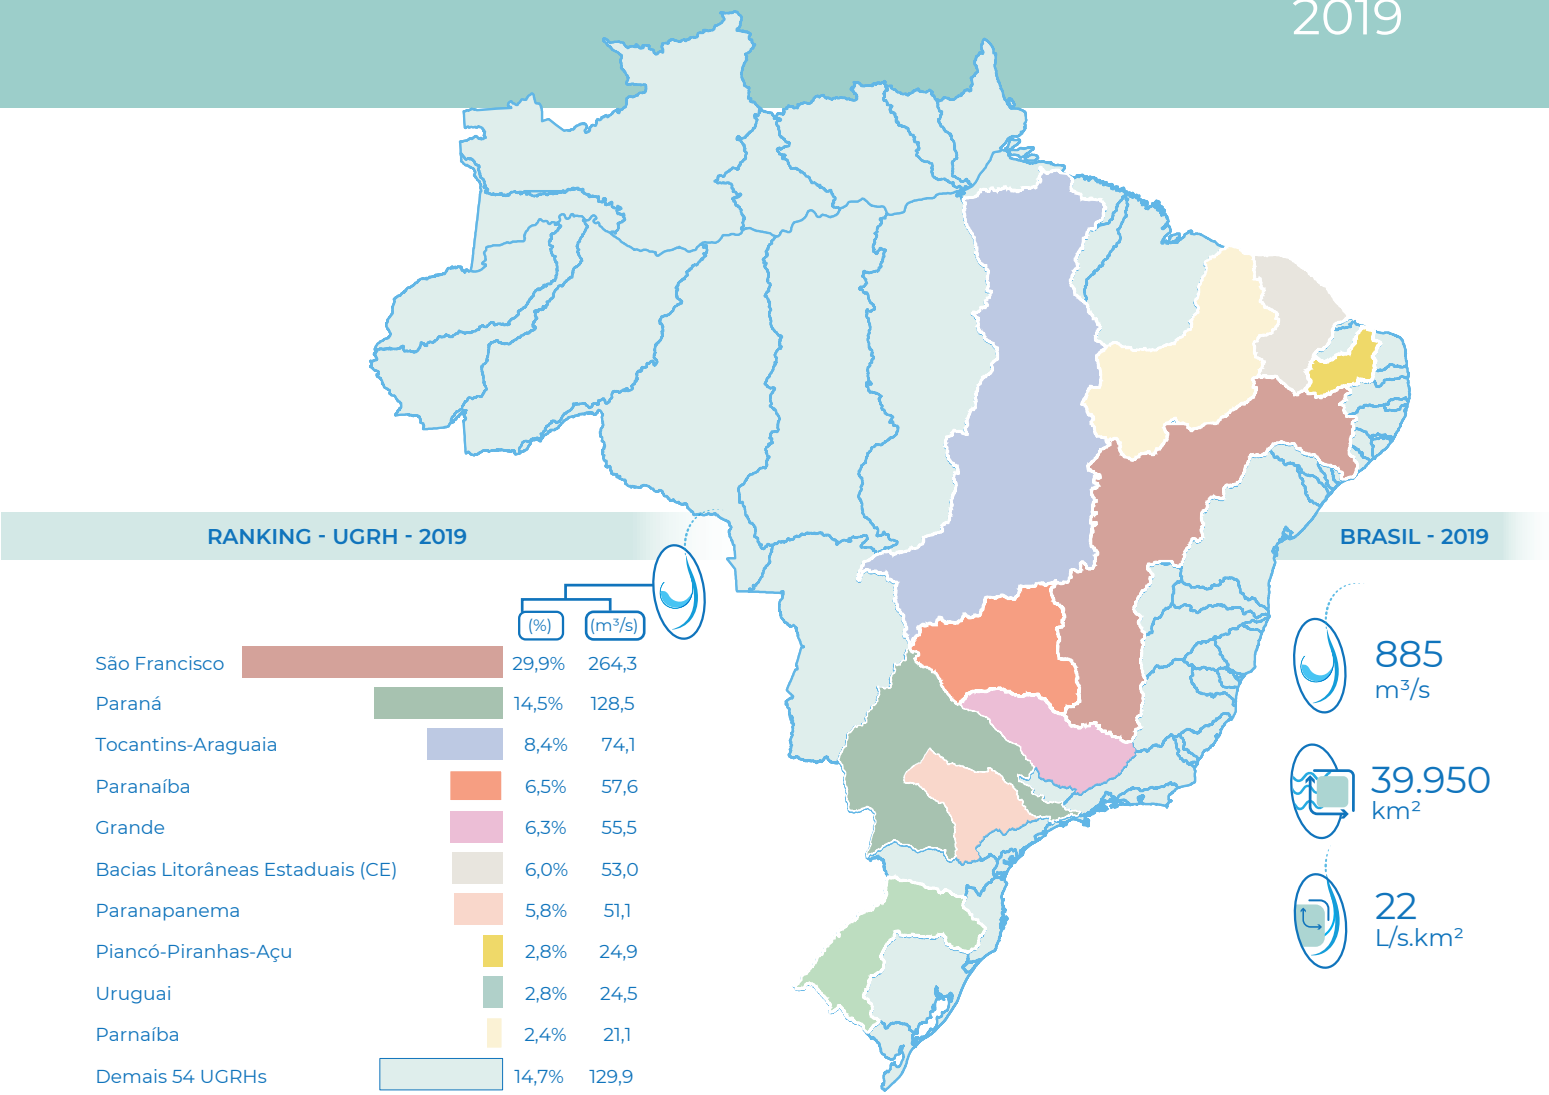 2019
RANKING - UGRH - 2019
(%) (m³/s)
São Francisco 29,9% 264,3
Paraná 14,5% 128,5
Tocantins-Araguaia 8,4% 74,1
Paranaíba 6,5% 57,6
Grande 6,3% 55,5
Bacias Litorâneas Estaduais (CE) 6,0% 53,0
Paranapanema 5,8% 51,1
Piancó-Piranhas-Açu 2,8% 24,9
Uruguai 2,8% 24,5
Parnaíba 2,4% 21,1
Demais 54 UGRHs 14,7% 129,9
BRASIL - 2019
885
m³/s
39.950
km²
22
L/s.km²